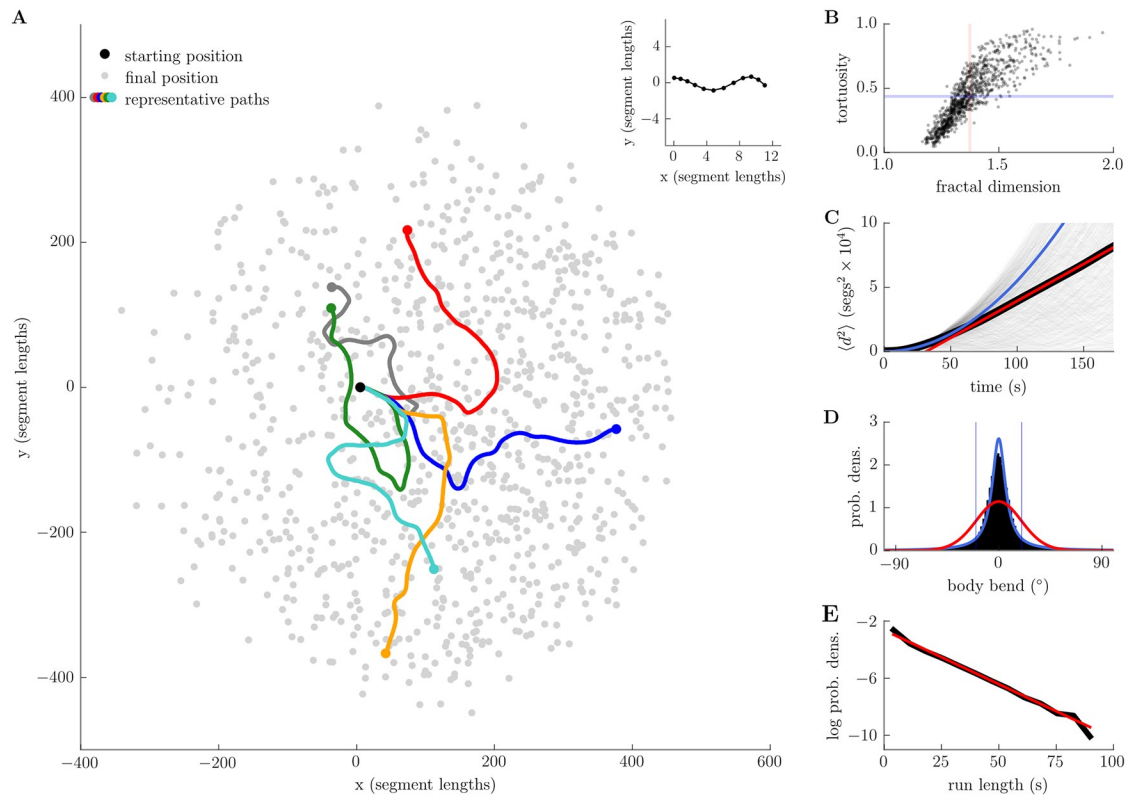 A
starting position
final position
representative paths
y (segment lengths)
400
200
0
−200
−400
−400
−200
0
200
400
600
x (segment lengths)
y (segment lengths)
4
0
−4
0
4
8
12
x (segment lengths)
B
tortuosity
1.0
0.5
0.0
1.0
1.5
2.0
fractal dimension
C
⟨d²⟩ (segs² × 10⁴)
10
5
0
0
50
100
150
time (s)
D
prob. dens.
3
2
1
0
−90
0
90
body bend (°)
E
log prob. dens.
−2
−6
−10
0
25
50
75
100
run length (s)